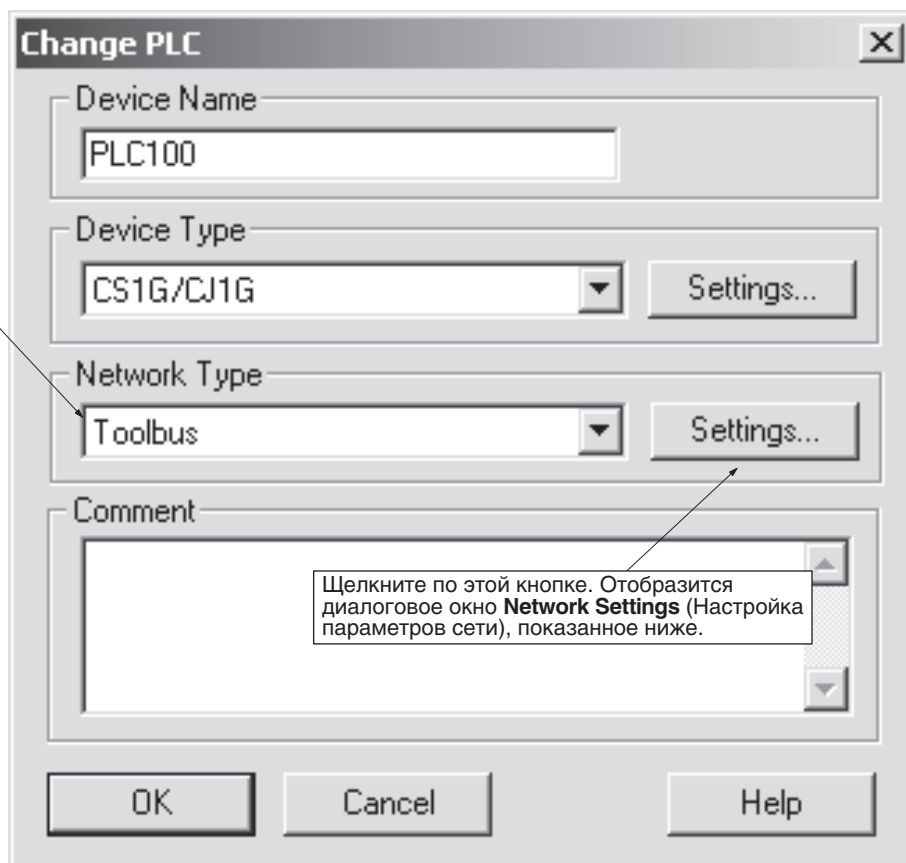 Change PLC
Device Name
PLC100
Device Type
CS1G/CJ1G
Settings...
Network Type
Toolbus
Settings...
Comment
Щелкните по этой кнопке. Отобразится
диалоговое окно Network Settings (Настройка
параметров сети), показанное ниже.
OK
Cancel
Help